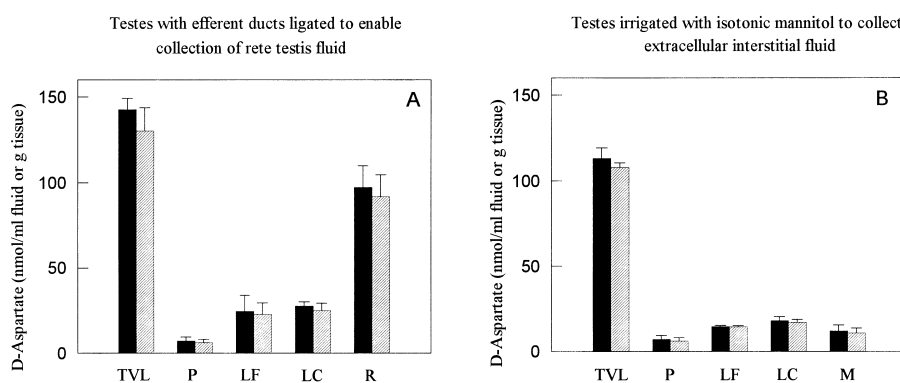 Testes with efferent ducts ligated to enable
collection of rete testis fluid
A
D-Aspartate (nmol/ml fluid or g tissue)
150
100
50
0
TVL P LF LC R
Testes irrigated with isotonic mannitol to collect
extracellular interstitial fluid
B
D-Aspartate (nmol/ml fluid or g tissue)
150
100
50
0
TVL P LF LC M